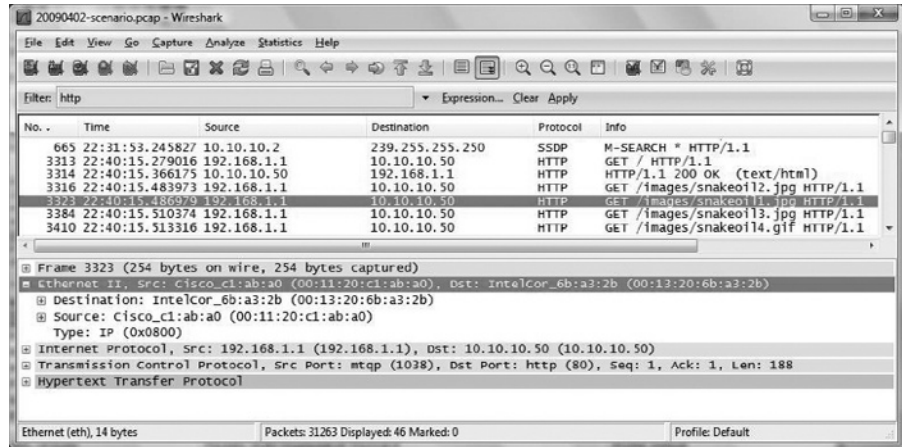 20090402-scenario.pcap - Wireshark
File Edit View Go Capture Analyze Statistics Help
Filter: http Expression... Clear Apply
No. . Time Source Destination Protocol Info
665 22:31:53.245827 10.10.10.2 239.255.255.250 SSDP M-SEARCH * HTTP/1.1
3313 22:40:15.279016 192.168.1.1 10.10.10.50 HTTP GET / HTTP/1.1
3314 22:40:15.366175 10.10.10.50 192.168.1.1 HTTP HTTP/1.1 200 OK (text/html)
3316 22:40:15.483973 192.168.1.1 10.10.10.50 HTTP GET /images/snakeoil2.jpg HTTP/1.1
3323 22:40:15.486979 192.168.1.1 10.10.10.50 HTTP GET /images/snakeoil1.jpg HTTP/1.1
3384 22:40:15.510374 192.168.1.1 10.10.10.50 HTTP GET /images/snakeoil3.jpg HTTP/1.1
3410 22:40:15.513316 192.168.1.1 10.10.10.50 HTTP GET /images/snakeoil4.gif HTTP/1.1
Frame 3323 (254 bytes on wire, 254 bytes captured)
Ethernet II, Src: Cisco_c1:ab:a0 (00:11:20:c1:ab:a0), Dst: IntelCor_6b:a3:2b (00:13:20:6b:a3:2b)
Destination: IntelCor_6b:a3:2b (00:13:20:6b:a3:2b)
Source: Cisco_c1:ab:a0 (00:11:20:c1:ab:a0)
Type: IP (0x0800)
Internet Protocol, Src: 192.168.1.1 (192.168.1.1), Dst: 10.10.10.50 (10.10.10.50)
Transmission Control Protocol, Src Port: mtqp (1038), Dst Port: http (80), Seq: 1, Ack: 1, Len: 188
Hypertext Transfer Protocol
Ethernet (eth), 14 bytes Packets: 31263 Displayed: 46 Marked: 0 Profile: Default